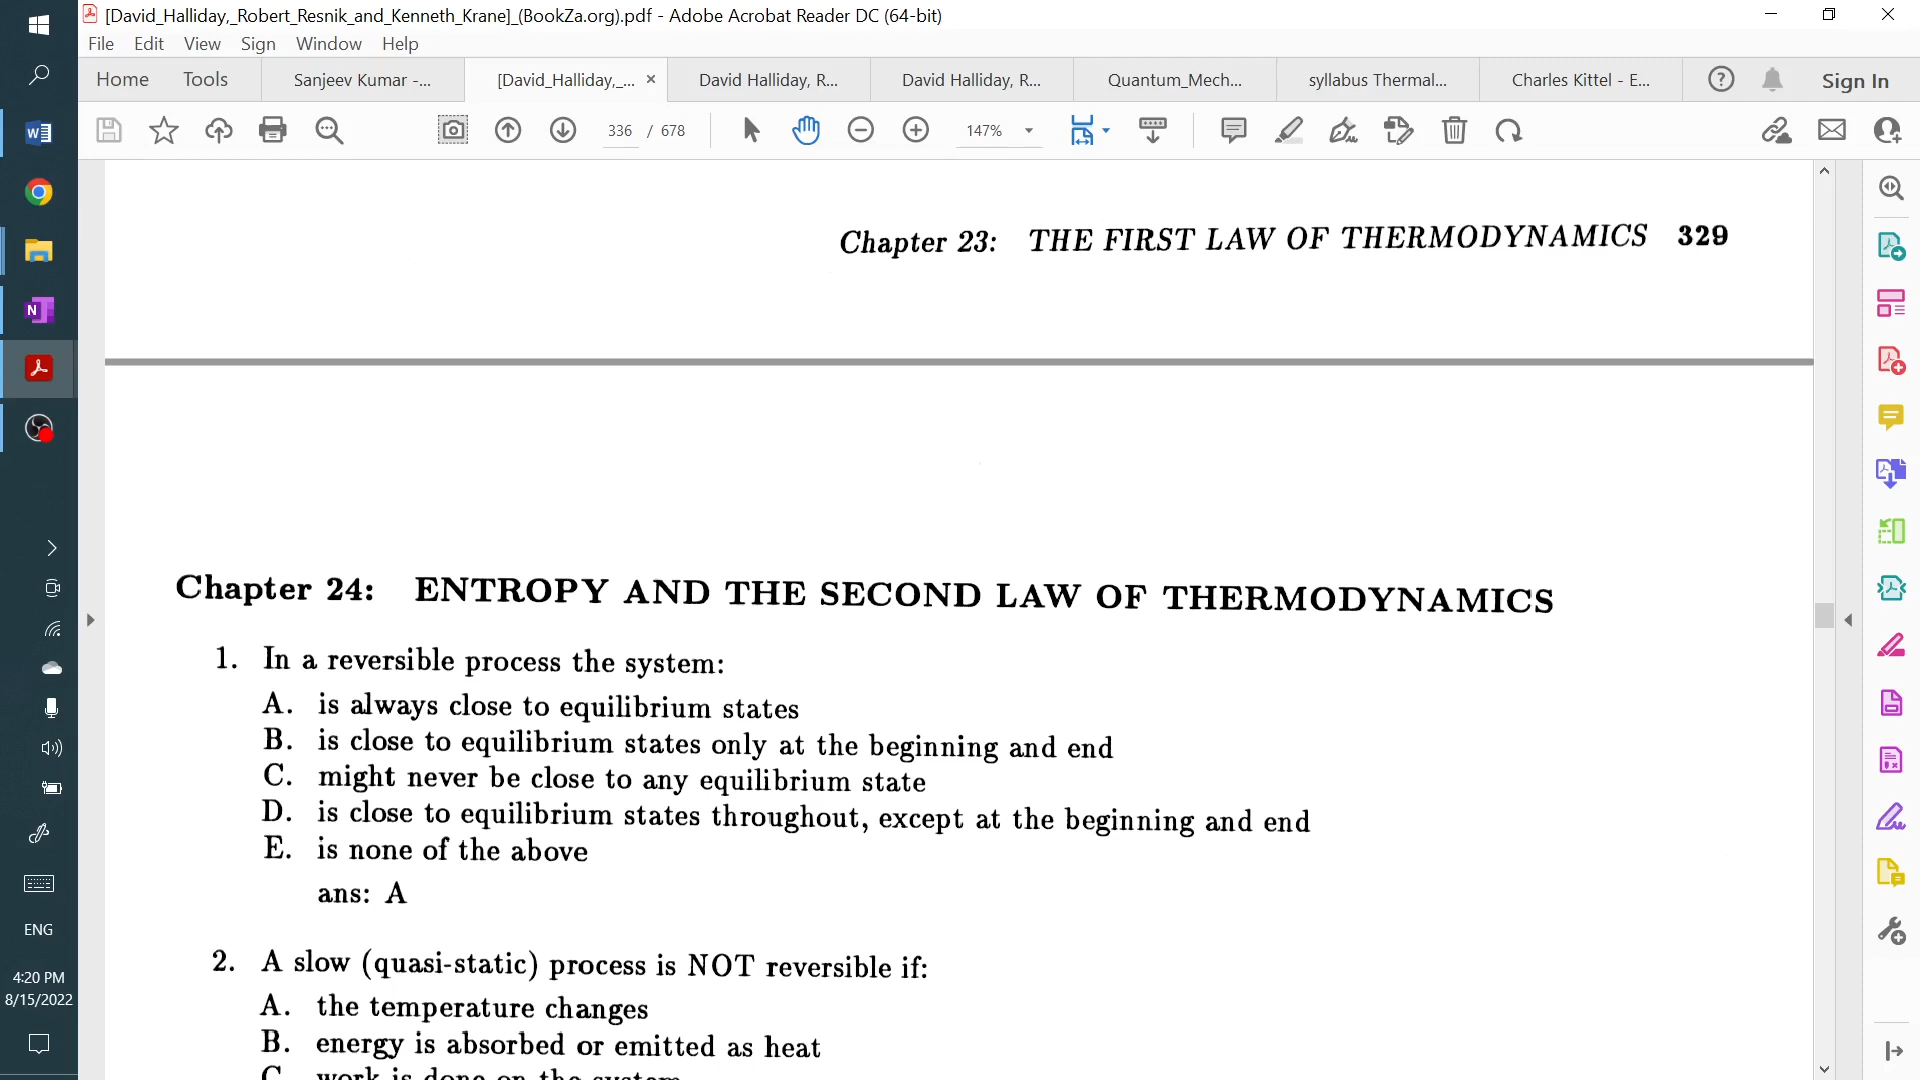 [David_Halliday,_Robert_Resnik_and_Kenneth_Krane]_(BookZa.org).pdf - Adobe Acrobat Reader DC (64-bit)
File Edit View Sign Window Help
Home Tools Sanjeev Kumar -... [David_Halliday,_... × David Halliday, R... David Halliday, R... Quantum_Mech... syllabus Thermal... Charles Kittel - E... Sign In
336 / 678 147%
Chapter 23: THE FIRST LAW OF THERMODYNAMICS 329
Chapter 24: ENTROPY AND THE SECOND LAW OF THERMODYNAMICS
1. In a reversible process the system:
A. is always close to equilibrium states
B. is close to equilibrium states only at the beginning and end
C. might never be close to any equilibrium state
D. is close to equilibrium states throughout, except at the beginning and end
E. is none of the above
ans: A
2. A slow (quasi-static) process is NOT reversible if:
A. the temperature changes
B. energy is absorbed or emitted as heat
C. work is done on the system
ENG
4:20 PM
8/15/2022